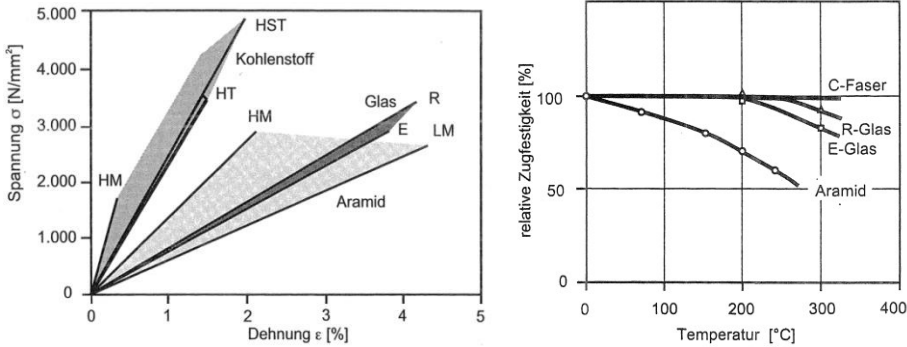 5.000
4.000
3.000
2.000
1.000
0
Spannung σ [N/mm²]
HST
Kohlenstoff
HT
HM
HM
Glas
R
E
LM
Aramid
0 1 2 3 4 5
Dehnung ε [%]
relative Zugfestigkeit [%]
100
50
0
C-Faser
R-Glas
E-Glas
Aramid
0 100 200 300 400
Temperatur [°C]